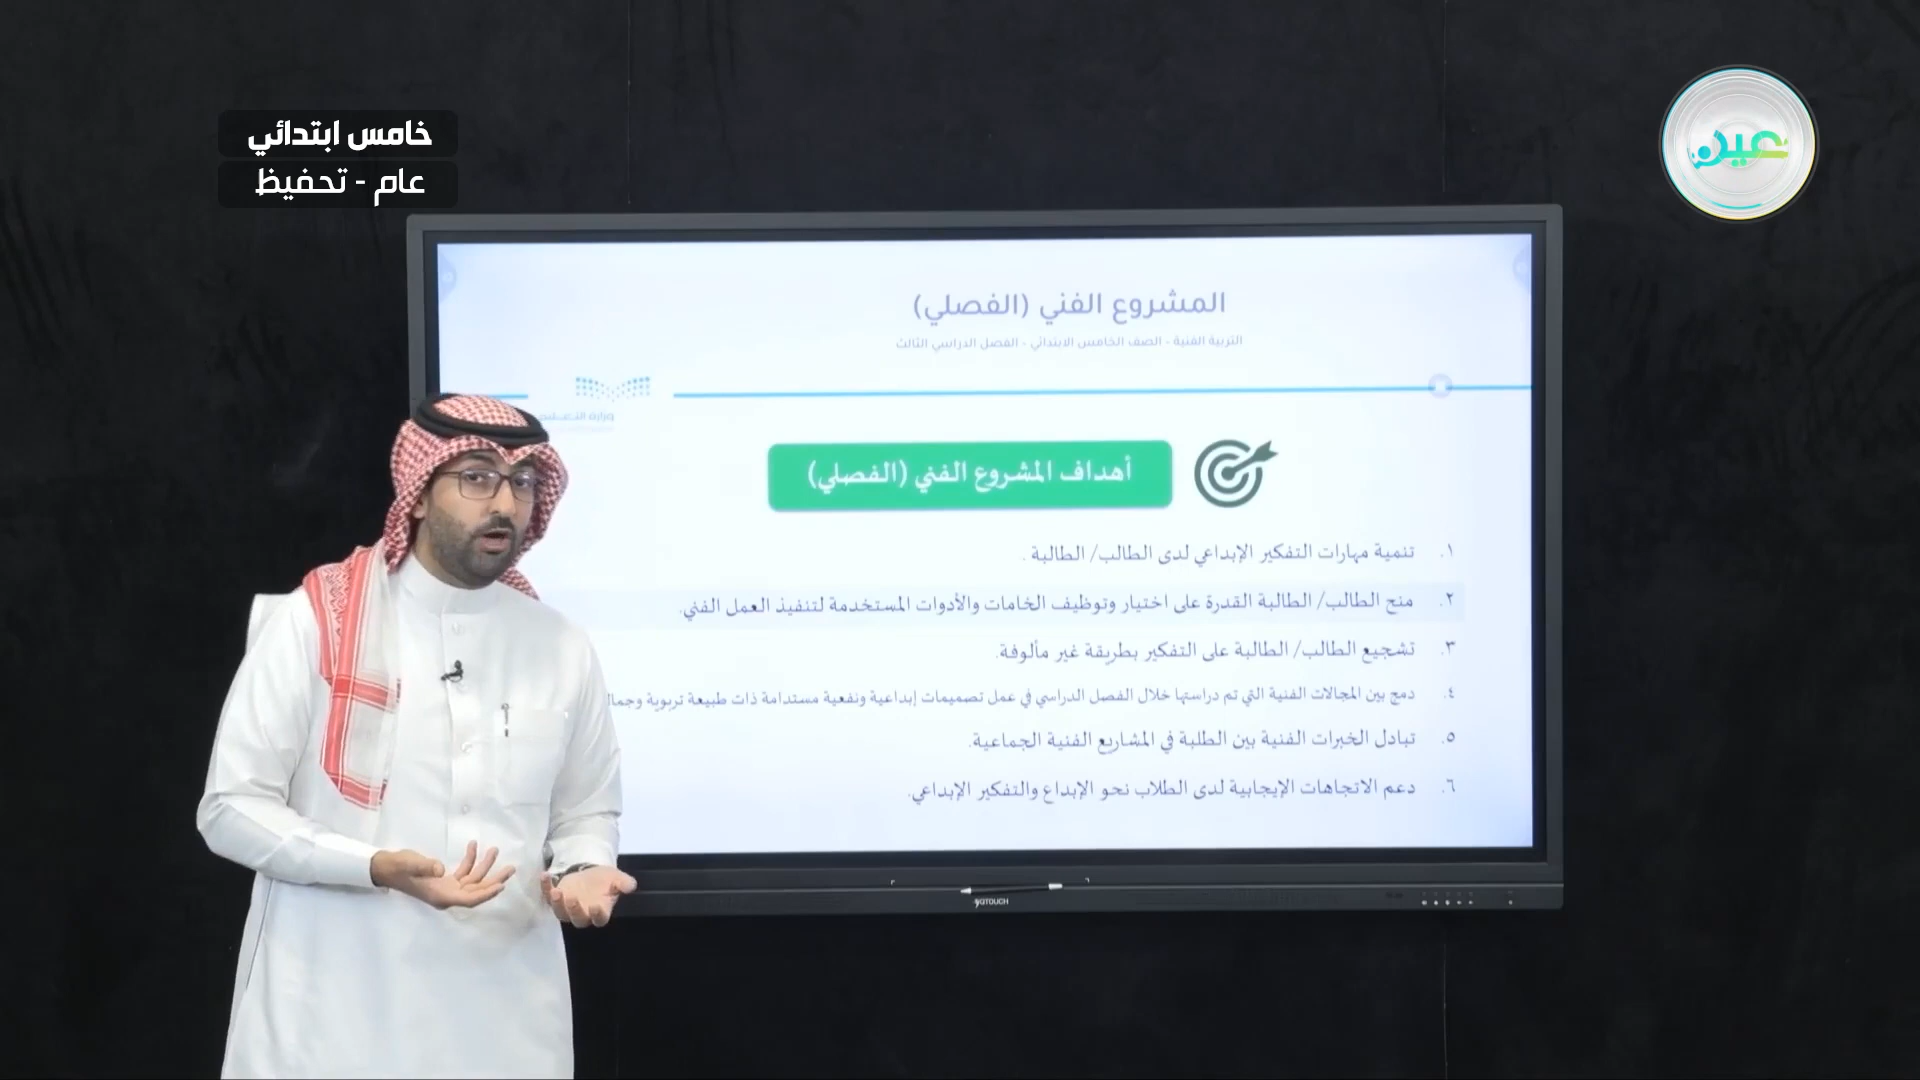 خامس ابتدائي
عام - تحفيظ
عين
المشروع الفني (الفصلي)
التربية الفنية - الصف الخامس الابتدائي - الفصل الدراسي الثالث
وزارة التعليم
أهداف المشروع الفني (الفصلي)
١. تنمية مهارات التفكير الإبداعي لدى الطالب/ الطالبة .
٢. منح الطالب/ الطالبة القدرة على اختيار وتوظيف الخامات والأدوات المستخدمة لتنفيذ العمل الفني.
٣. تشجيع الطالب/ الطالبة على التفكير بطريقة غير مألوفة.
٤. دمج بين المجالات الفنية التي تم دراستها خلال الفصل الدراسي في عمل تصميمات إبداعية ونفعية مستدامة ذات طبيعة تربوية
٥. تبادل الخبرات الفنية بين الطلبة في المشاريع الفنية الجماعية.
٦. دعم الاتجاهات الإيجابية لدى الطلاب نحو الإبداع والتفكير الإبداعي.